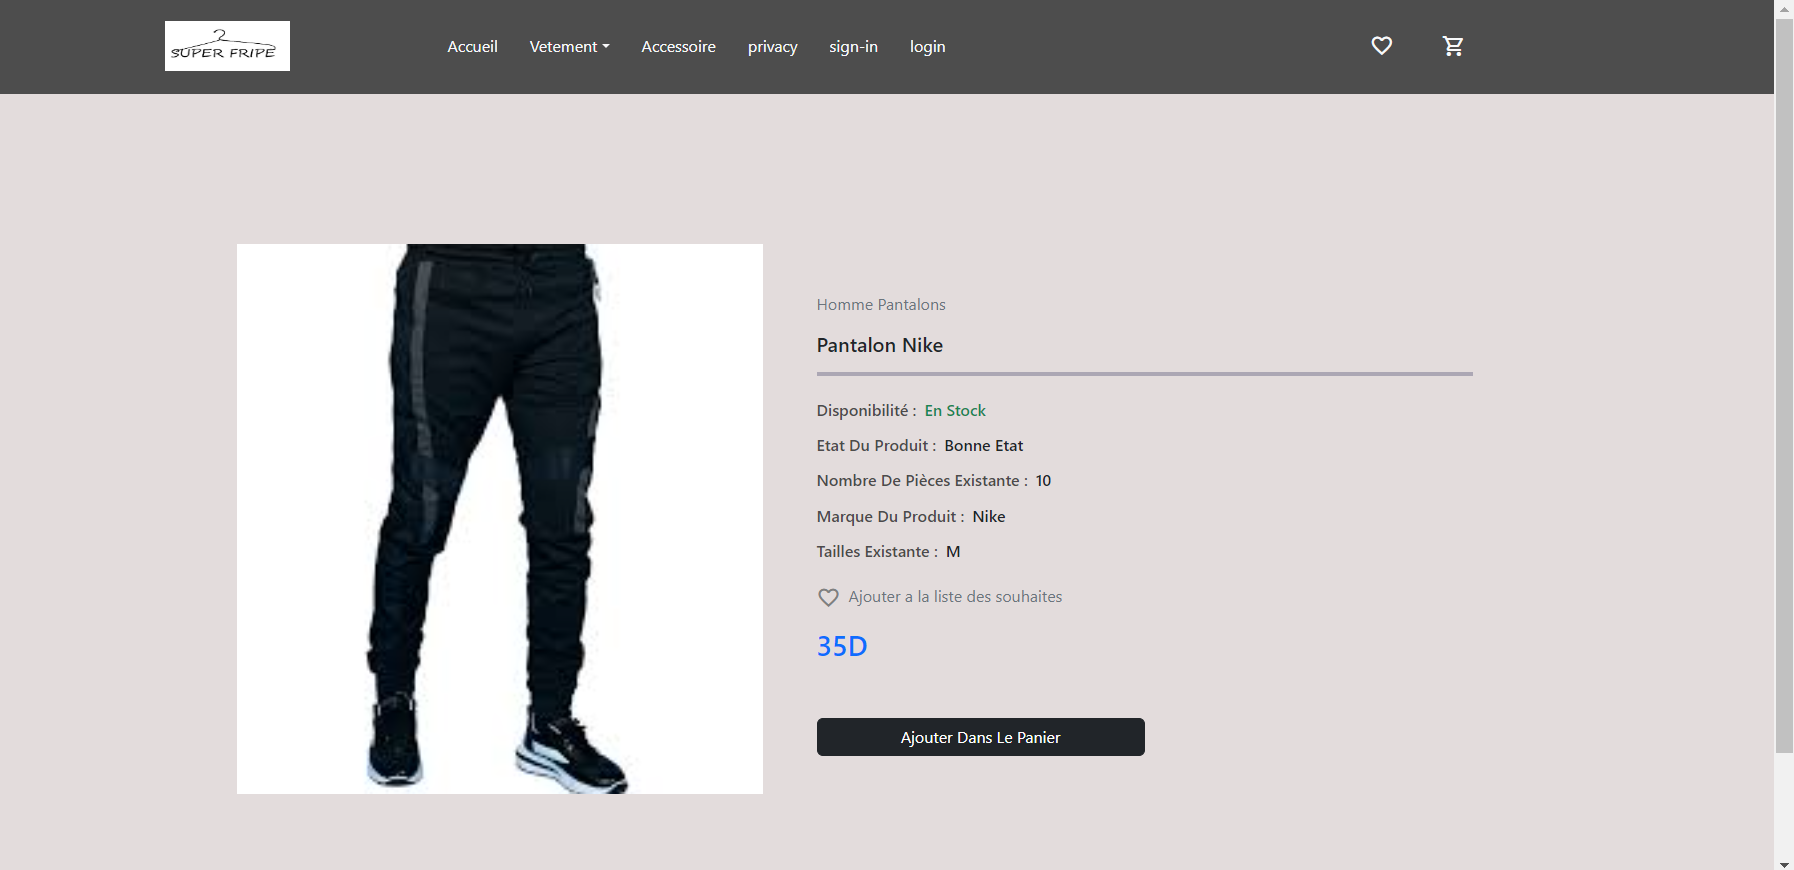 SUPER FRIPE
Accueil Vetement Accessoire privacy sign-in login
Homme Pantalons
Pantalon Nike
Disponibilité : En Stock
Etat Du Produit : Bonne Etat
Nombre De Pièces Existante : 10
Marque Du Produit : Nike
Tailles Existante : M
Ajouter a la liste des souhaites
35D
Ajouter Dans Le Panier